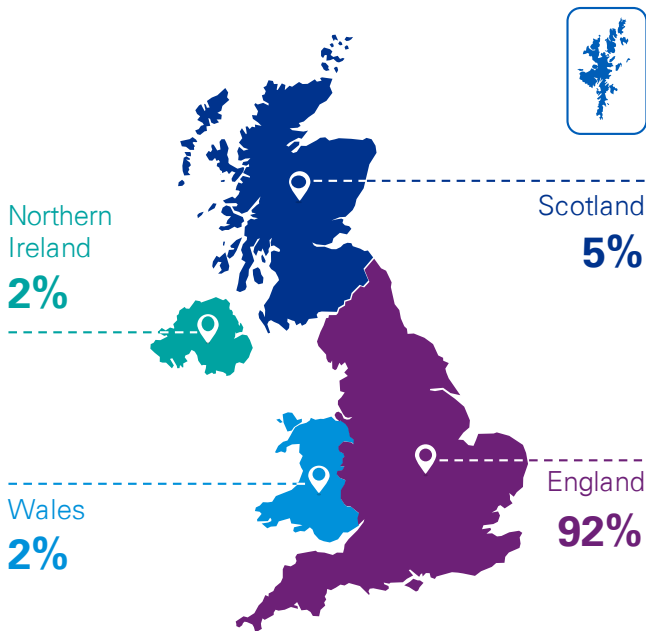 Scotland
5%
Northern
Ireland
2%
England
92%
Wales
2%